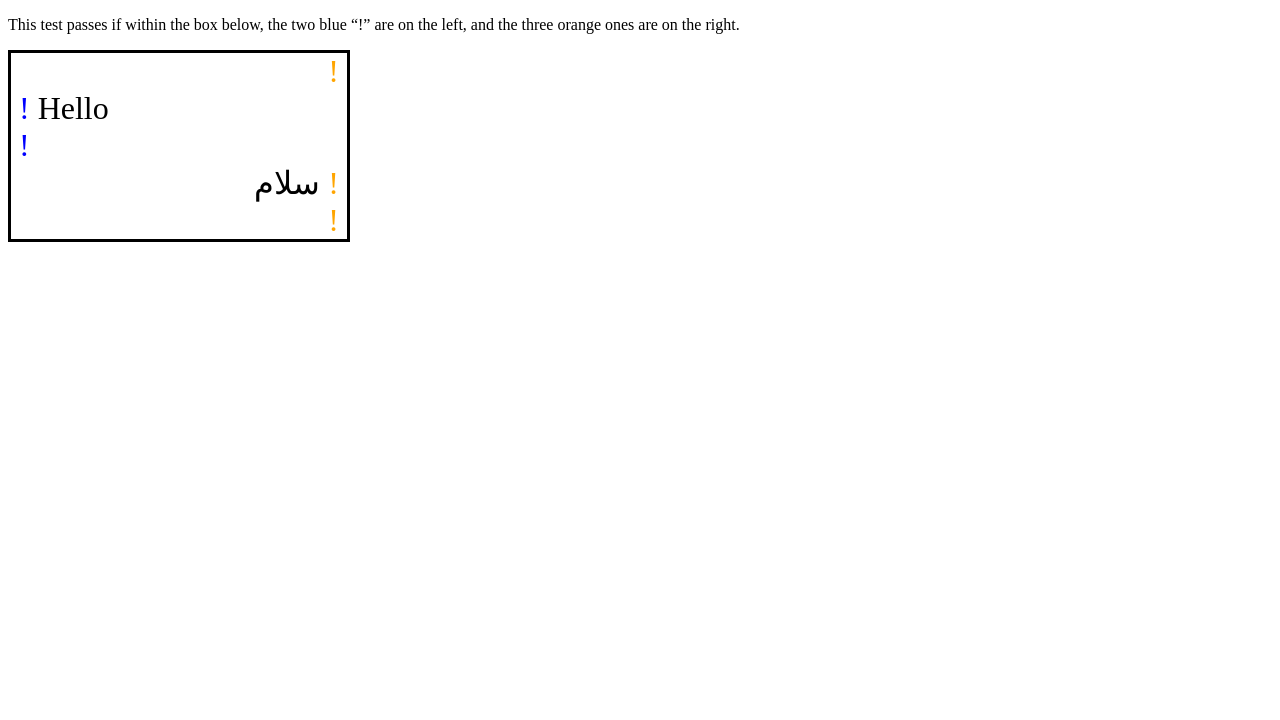 This test passes if within the box below, the two blue “!” are on the left, and the three orange ones are on the right.
!
! Hello
!
! سلام
!